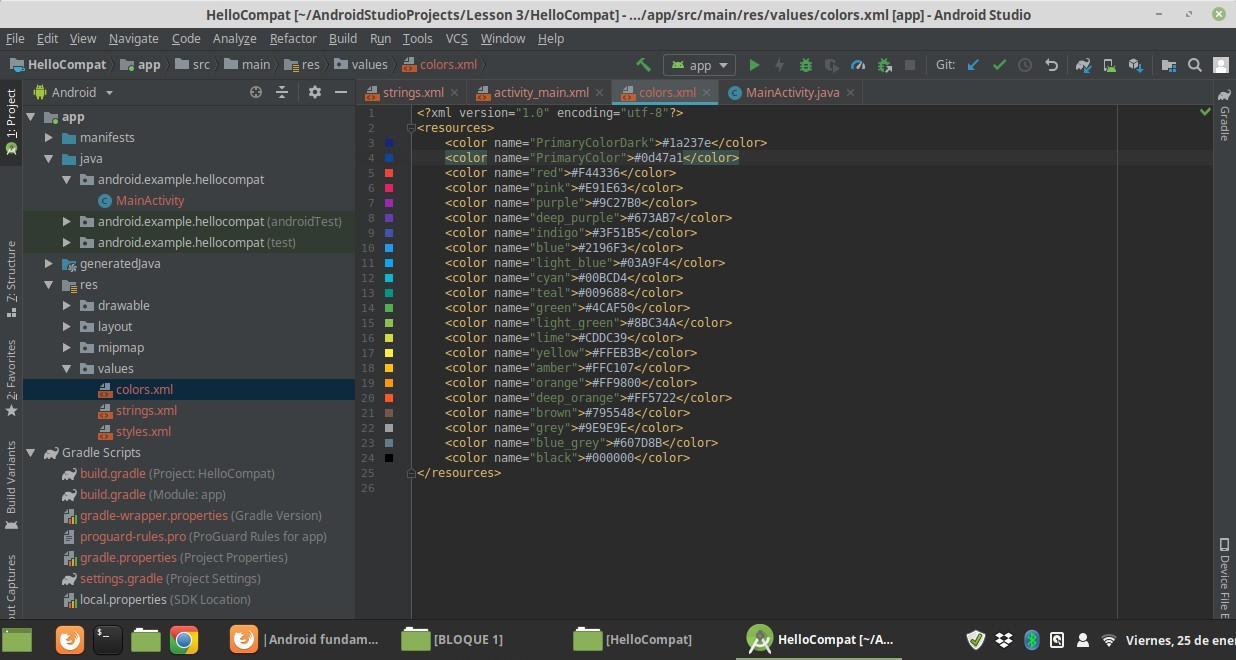 HelloCompat [~/AndroidStudioProjects/Lesson 3/HelloCompat] - .../app/src/main/res/values/colors.xml [app] - Android Studio
File Edit View Navigate Code Analyze Refactor Build Run Tools VCS Window Help
HelloCompat app src main res values colors.xml app Git:
1: Project
Z: Structure
2: Favorites
Build Variants
out Captures
Android
app
manifests
java
android.example.hellocompat
MainActivity
android.example.hellocompat (androidTest)
android.example.hellocompat (test)
generatedJava
res
drawable
layout
mipmap
values
colors.xml
strings.xml
styles.xml
Gradle Scripts
build.gradle (Project: HelloCompat)
build.gradle (Module: app)
gradle-wrapper.properties (Gradle Version)
proguard-rules.pro (ProGuard Rules for app)
gradle.properties (Project Properties)
settings.gradle (Project Settings)
local.properties (SDK Location)
strings.xml activity_main.xml colors.xml MainActivity.java
1 <?xml version="1.0" encoding="utf-8"?>
2 <resources>
3 <color name="PrimaryColorDark">#1a237e</color>
4 <color name="PrimaryColor">#0d47a1</color>
5 <color name="red">#F44336</color>
6 <color name="pink">#E91E63</color>
7 <color name="purple">#9C27B0</color>
8 <color name="deep_purple">#673AB7</color>
9 <color name="indigo">#3F51B5</color>
10 <color name="blue">#2196F3</color>
11 <color name="light_blue">#03A9F4</color>
12 <color name="cyan">#00BCD4</color>
13 <color name="teal">#009688</color>
14 <color name="green">#4CAF50</color>
15 <color name="light_green">#8BC34A</color>
16 <color name="lime">#CDDC39</color>
17 <color name="yellow">#FFEB3B</color>
18 <color name="amber">#FFC107</color>
19 <color name="orange">#FF9800</color>
20 <color name="deep_orange">#FF5722</color>
21 <color name="brown">#795548</color>
22 <color name="grey">#9E9E9E</color>
23 <color name="blue_grey">#607D8B</color>
24 <color name="black">#000000</color>
25 </resources>
26
Gradle
Device File E
|Android fundam... [BLOQUE 1] [HelloCompat] HelloCompat [~/A... Viernes, 25 de ener